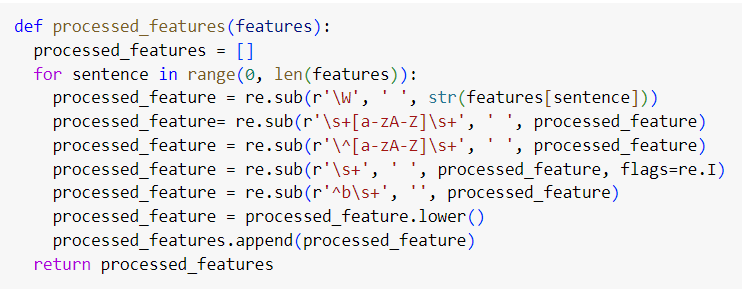 def processed_features(features):
  processed_features = []
  for sentence in range(0, len(features)):
    processed_feature = re.sub(r'\W', ' ', str(features[sentence]))
    processed_feature= re.sub(r'\s+[a-zA-Z]\s+', ' ', processed_feature)
    processed_feature = re.sub(r'\^[a-zA-Z]\s+', ' ', processed_feature)
    processed_feature = re.sub(r'\s+', ' ', processed_feature, flags=re.I)
    processed_feature = re.sub(r'^b\s+', '', processed_feature)
    processed_feature = processed_feature.lower()
    processed_features.append(processed_feature)
  return processed_features